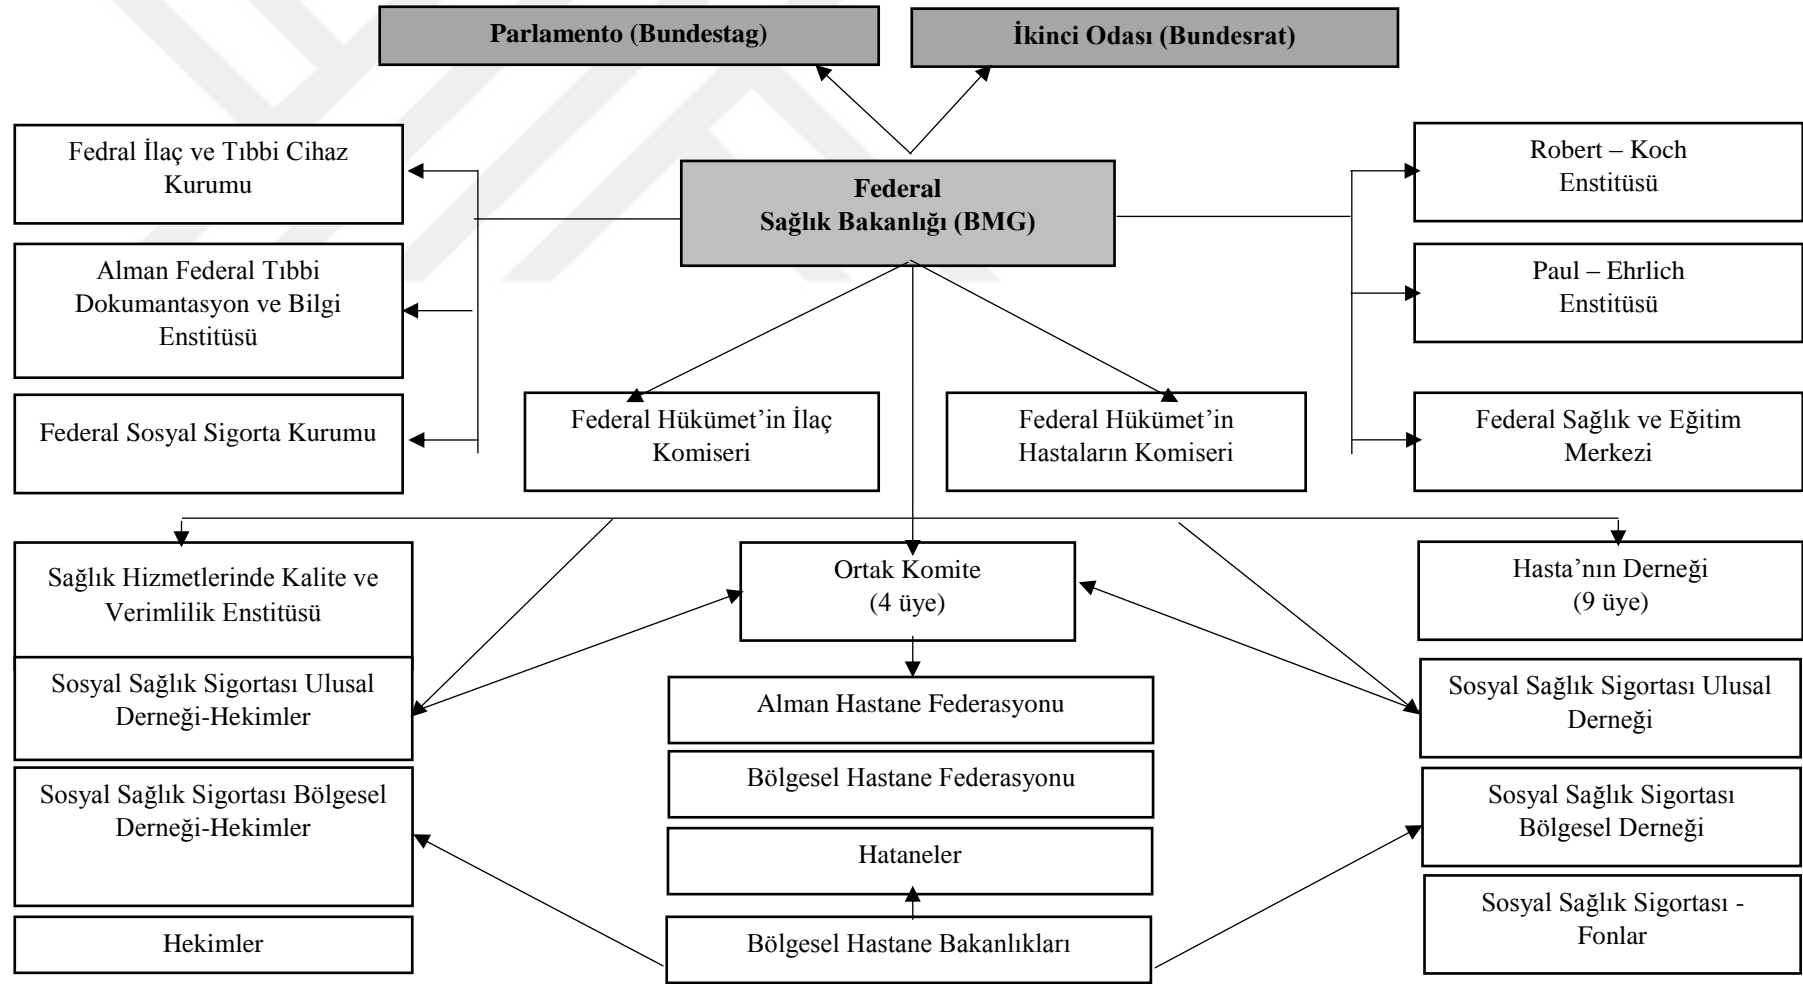 Parlamento (Bundestag)
İkinci Odası (Bundesrat)
Fedral İlaç ve Tıbbi Cihaz
Kurumu
Federal
Sağlık Bakanlığı (BMG)
Robert – Koch
Enstitüsü
Alman Federal Tıbbi
Dokumantasyon ve Bilgi
Enstitüsü
Paul – Ehrlich
Enstitüsü
Federal Sosyal Sigorta Kurumu
Federal Hükümet’in İlaç
Komiseri
Federal Hükümet’in
Hastaların Komiseri
Federal Sağlık ve Eğitim
Merkezi
Sağlık Hizmetlerinde Kalite ve
Verimlilik Enstitüsü
Ortak Komite
(4 üye)
Hasta’nın Derneği
(9 üye)
Sosyal Sağlık Sigortası Ulusal
Derneği-Hekimler
Alman Hastane Federasyonu
Sosyal Sağlık Sigortası Ulusal
Derneği
Sosyal Sağlık Sigortası Bölgesel
Derneği-Hekimler
Bölgesel Hastane Federasyonu
Sosyal Sağlık Sigortası
Bölgesel Derneği
Hataneler
Hekimler
Bölgesel Hastane Bakanlıkları
Sosyal Sağlık Sigortası -
Fonlar